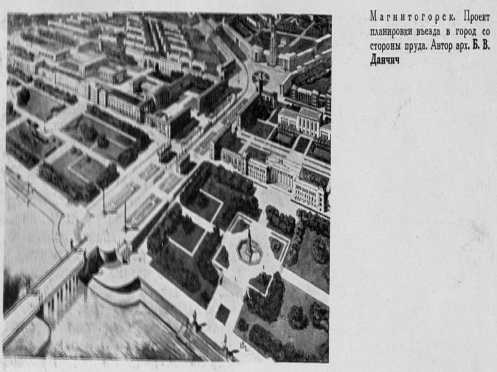 Магнитогорск. Проект
планировки въезда в город со
стороны пруда. Автор арх. Б. В.
Данчич